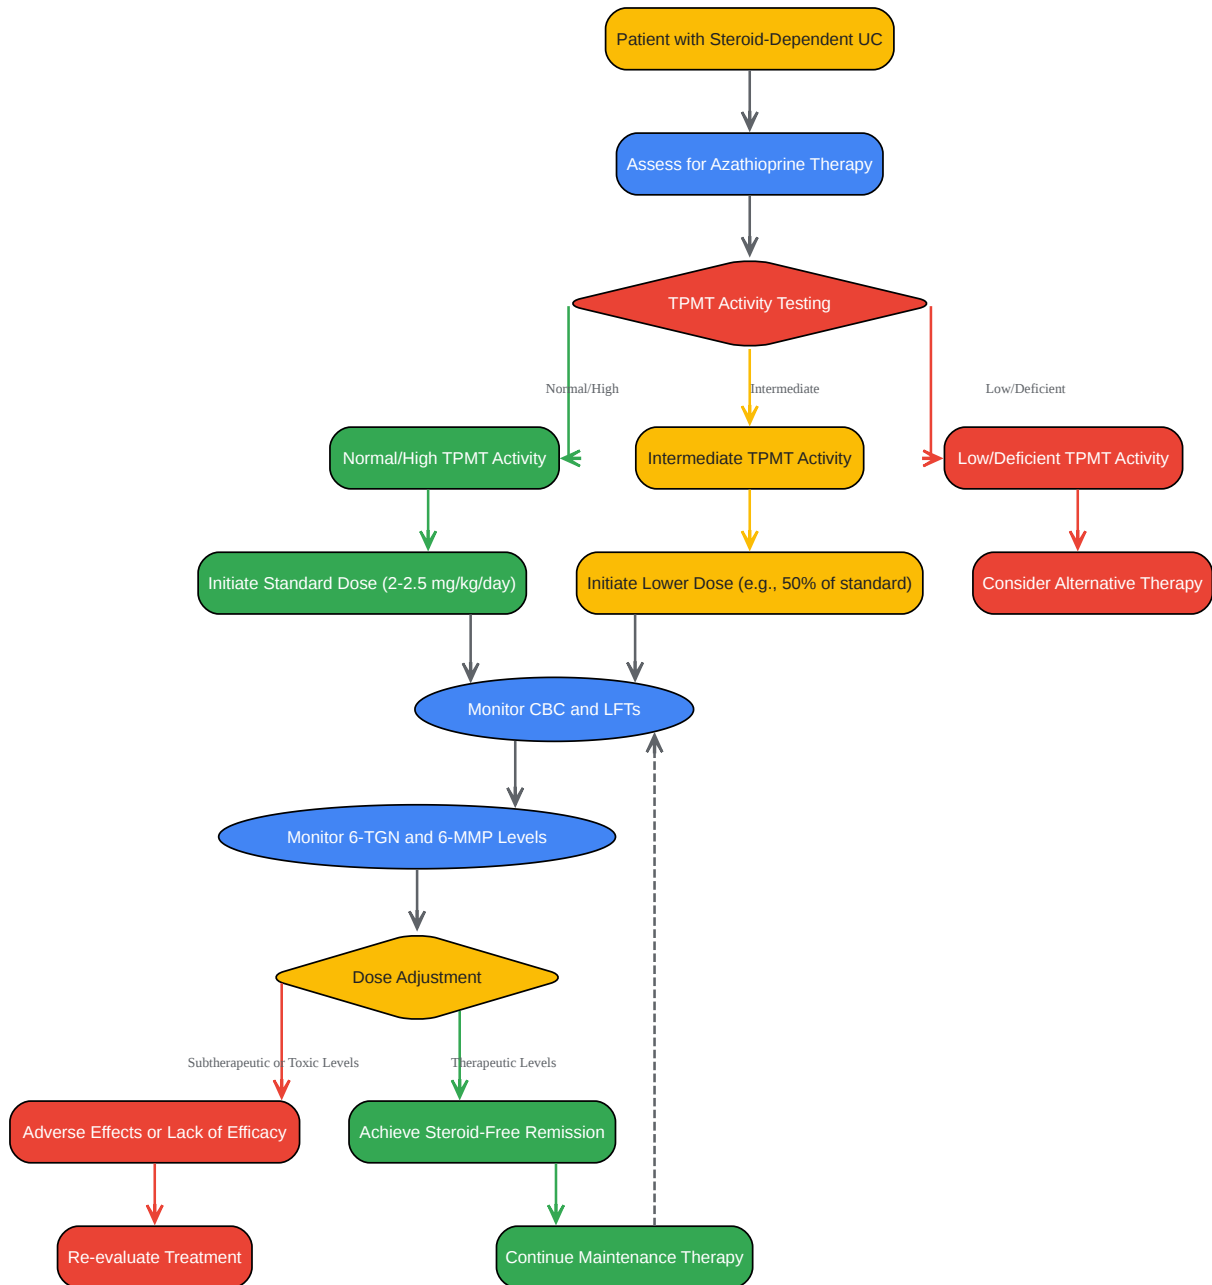 Patient with Steroid-Dependent UC
Assess for Azathioprine Therapy
TPMT Activity Testing
Normal/High
Intermediate
Low/Deficient
Normal/High TPMT Activity
Intermediate TPMT Activity
Low/Deficient TPMT Activity
Initiate Standard Dose (2-2.5 mg/kg/day)
Initiate Lower Dose (e.g., 50% of standard)
Consider Alternative Therapy
Monitor CBC and LFTs
Monitor 6-TGN and 6-MMP Levels
Dose Adjustment
Subtherapeutic or Toxic Levels
Therapeutic Levels
Adverse Effects or Lack of Efficacy
Achieve Steroid-Free Remission
Re-evaluate Treatment
Continue Maintenance Therapy